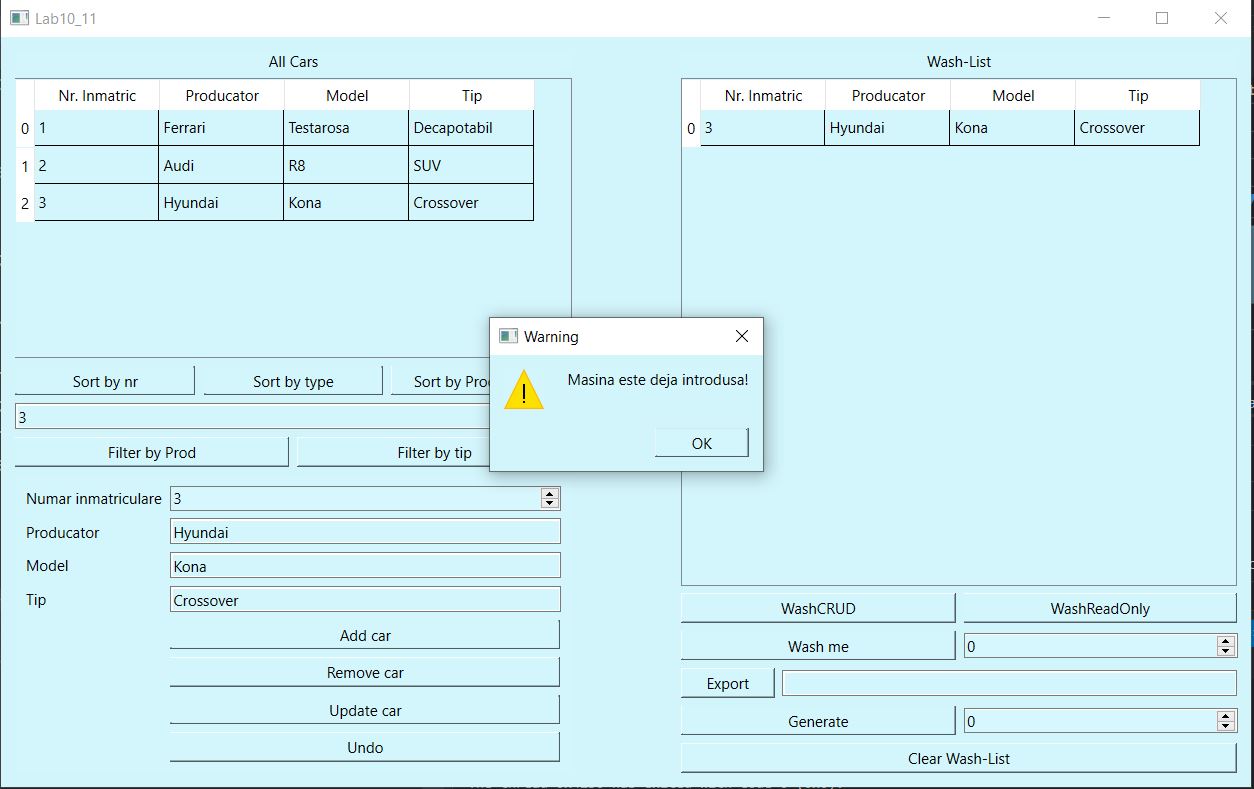 Lab10_11
All Cars
Nr. Inmatric Producator Model Tip
0 1 Ferrari Testarosa Decapotabil
1 2 Audi R8 SUV
2 3 Hyundai Kona Crossover
Sort by nr Sort by type Sort by
3
Filter by Prod Filter by tip
Numar inmatriculare 3
Producator Hyundai
Model Kona
Tip Crossover
Add car
Remove car
Update car
Undo
Warning
Masina este deja introdusa!
OK
Wash-List
Nr. Inmatric Producator Model Tip
0 3 Hyundai Kona Crossover
WashCRUD WashReadOnly
Wash me 0
Export
Generate 0
Clear Wash-List